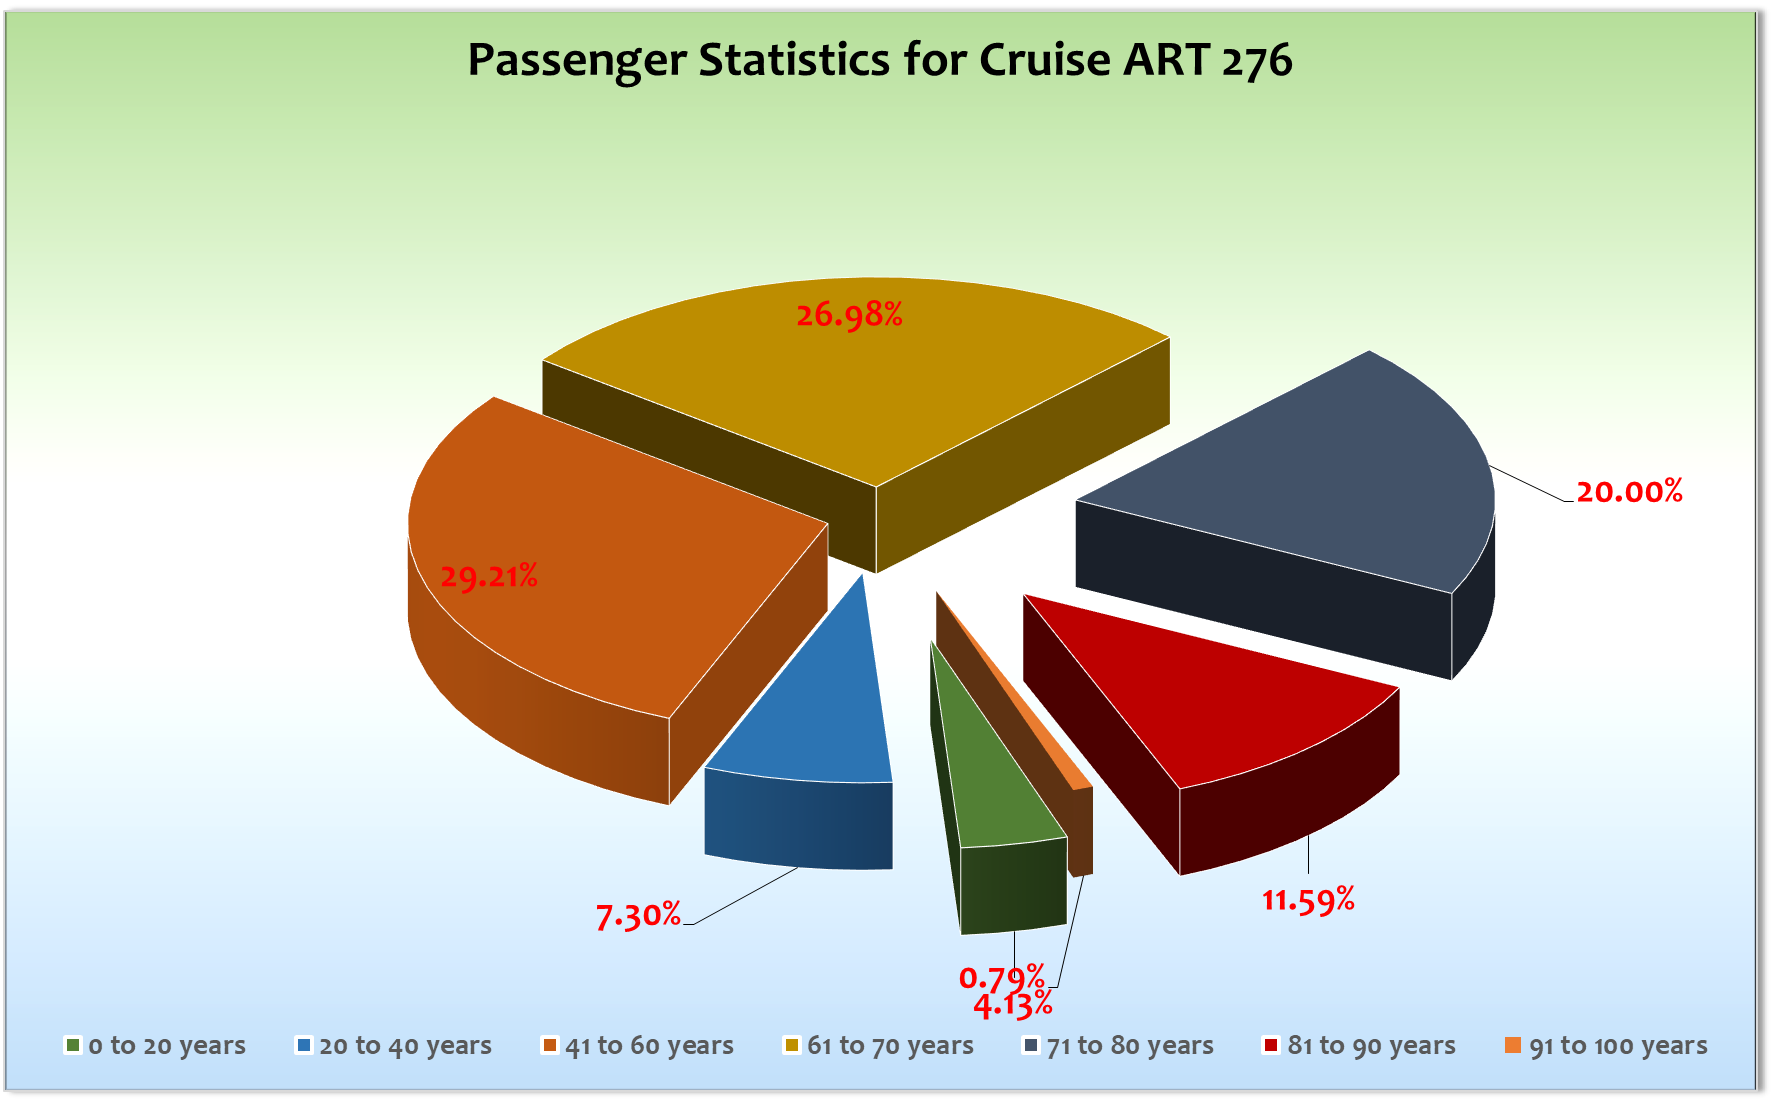 Passenger Statistics for Cruise ART 276
26.98%
20.00%
29.21%
11.59%
7.30%
0.79%
4.13%
0 to 20 years
20 to 40 years
41 to 60 years
61 to 70 years
71 to 80 years
81 to 90 years
91 to 100 years